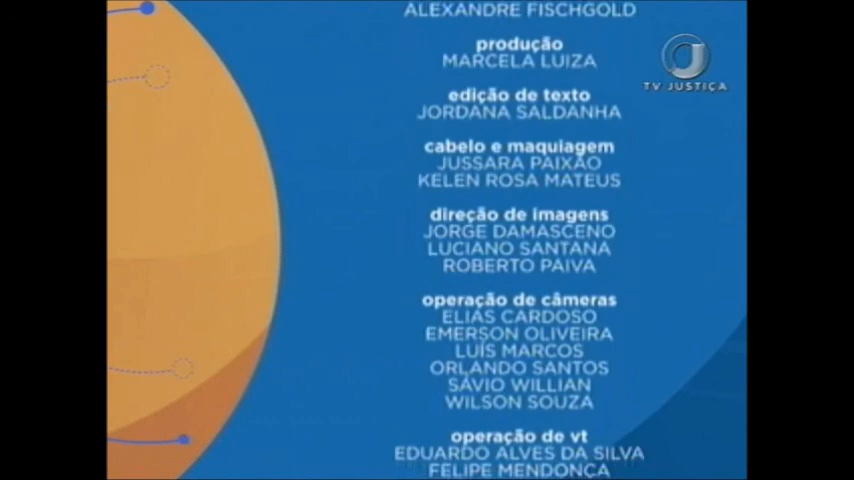 ALEXANDRE FISCHGOLD
produção
MARCELA LUIZA
TV JUSTIÇA
edição de texto
JORDANA SALDANHA
cabelo e maquiagem
JUSSARA PAIXÃO
KELEN ROSA MATEUS
direção de imagens
JORGE DAMASCENO
LUCIANO SANTANA
ROBERTO PAIVA
operação de câmeras
ELIAS CARDOSO
EMERSON OLIVEIRA
LUÍS MARCOS
ORLANDO SANTOS
SÁVIO WILLIAN
WILSON SOUZA
operação de vt
EDUARDO ALVES DA SILVA
FELIPE MENDONÇA